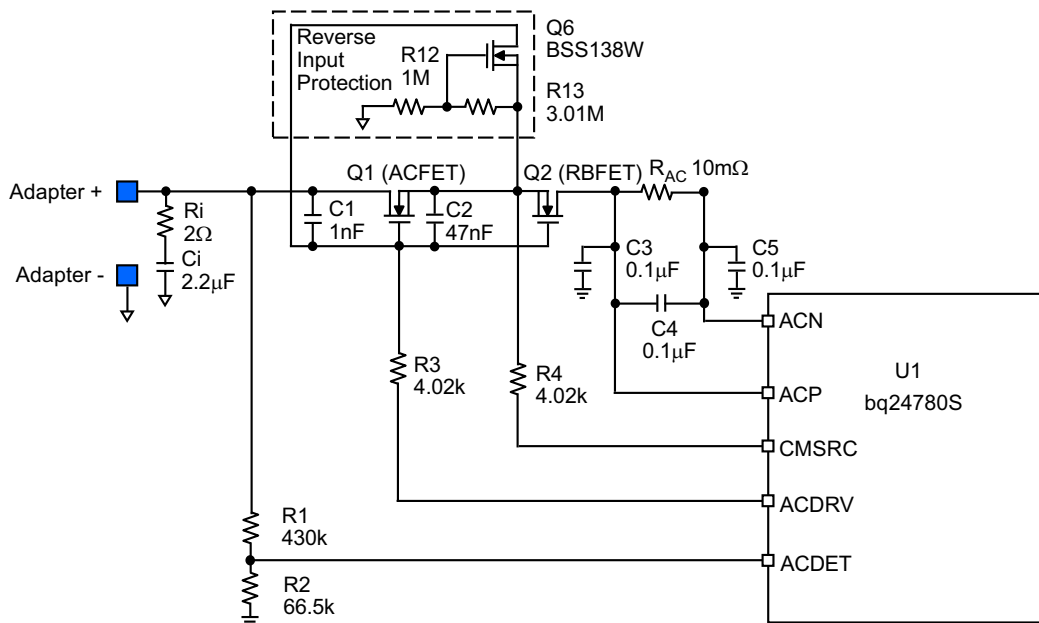 Reverse
Input
Protection
R12
1M
Q6
BSS138W
R13
3.01M
Adapter +
Adapter -
Ri
2Ω
Ci
2.2μF
C1
1nF
Q1 (ACFET)
C2
47nF
Q2 (RBFET)
RAC 10mΩ
C3
0.1μF
C4
0.1μF
C5
0.1μF
R3
4.02k
R4
4.02k
R1
430k
R2
66.5k
ACN
ACP
CMSRC
ACDRV
ACDET
U1
bq24780S